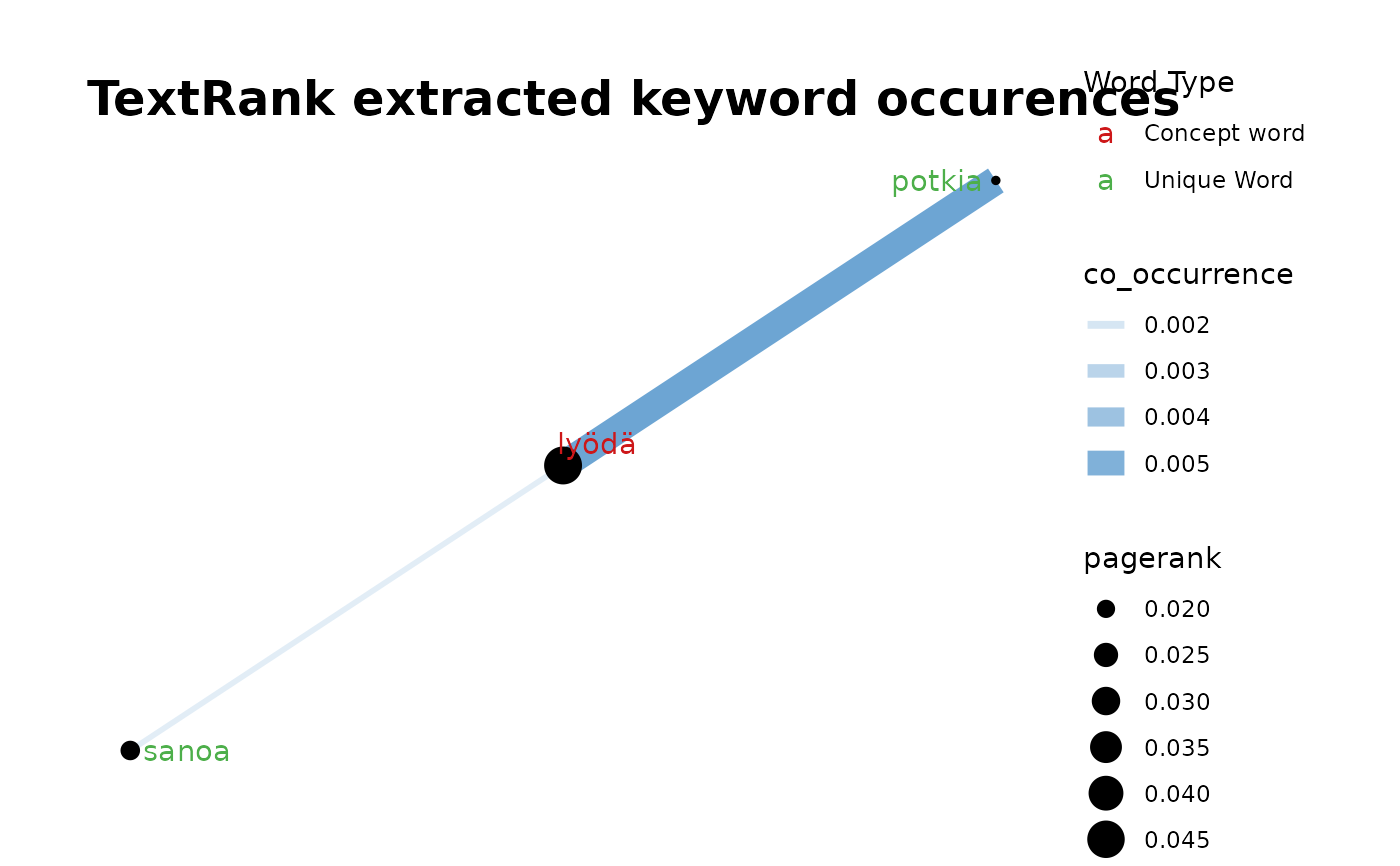 TextRank extracted keyword occurences
potkia
lyödä
sanoa
Word Type
a Concept word
a Unique Word
co_occurrence
0.002
0.003
0.004
0.005
pagerank
0.020
0.025
0.030
0.035
0.040
0.045